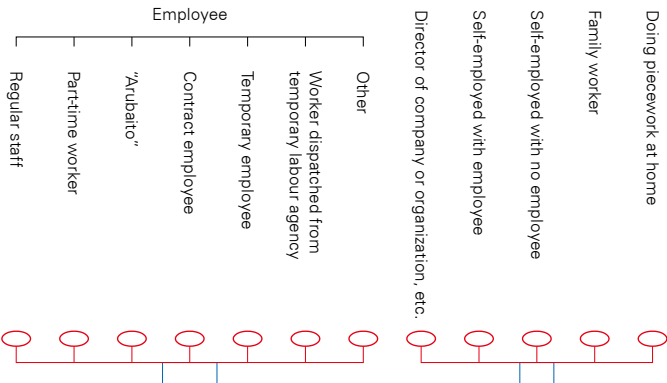 Employee
Regular staff
Part-time worker
“Arubaito”
Contract employee
Temporary employee
Worker dispatched from
temporary labour agency
Other
Director of company or organization, etc.
Self-employed with employee
Self-employed with no employee
Family worker
Doing piecework at home